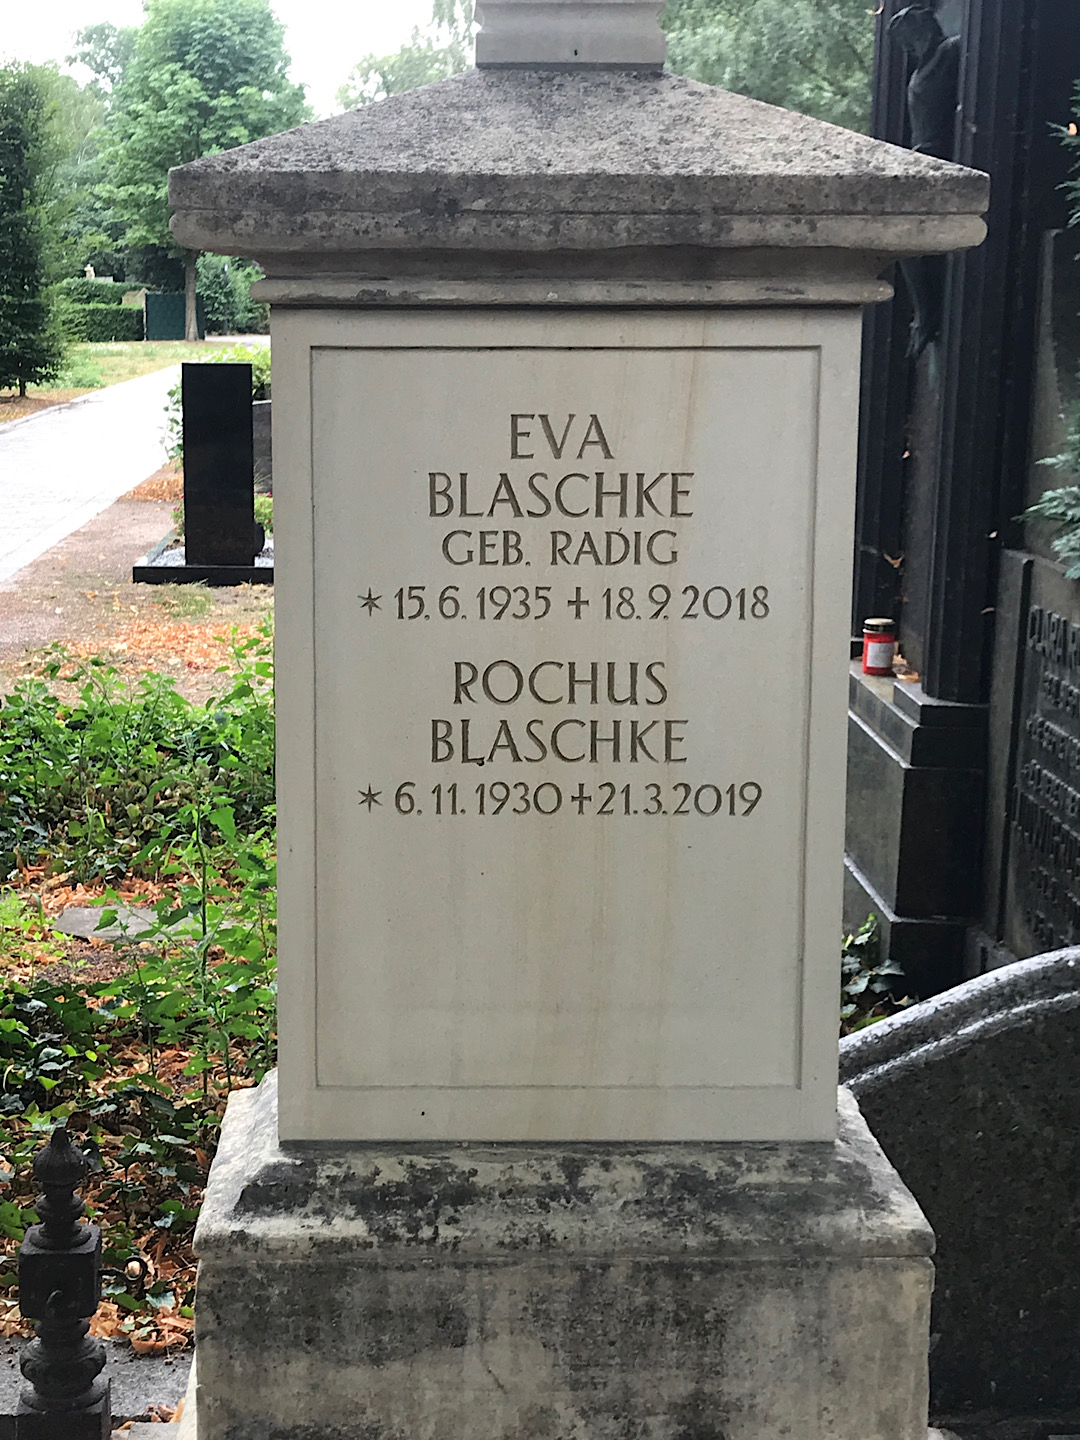 EVA
BLASCHKE
GEB. RADIG
* 15.6.1935 + 18.9.2018
ROCHUS
BLASCHKE
* 6.11.1930 + 21.3.2019